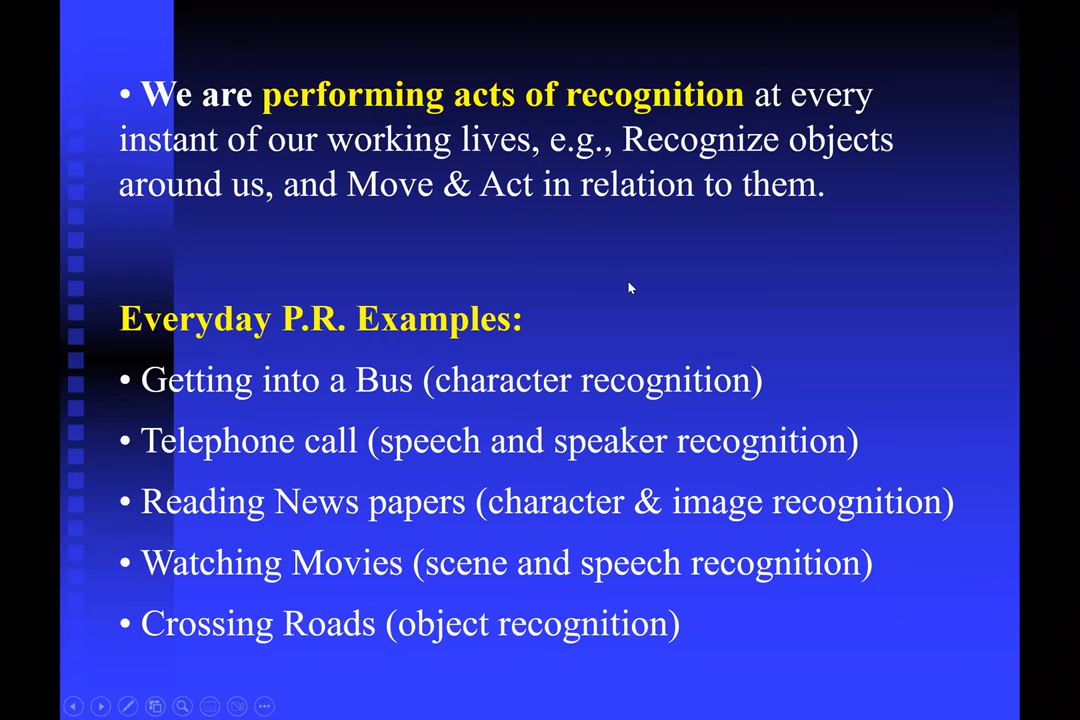 • We are performing acts of recognition at every
instant of our working lives, e.g., Recognize objects
around us, and Move & Act in relation to them.
Everyday P.R. Examples:
• Getting into a Bus (character recognition)
• Telephone call (speech and speaker recognition)
• Reading News papers (character & image recognition)
• Watching Movies (scene and speech recognition)
• Crossing Roads (object recognition)